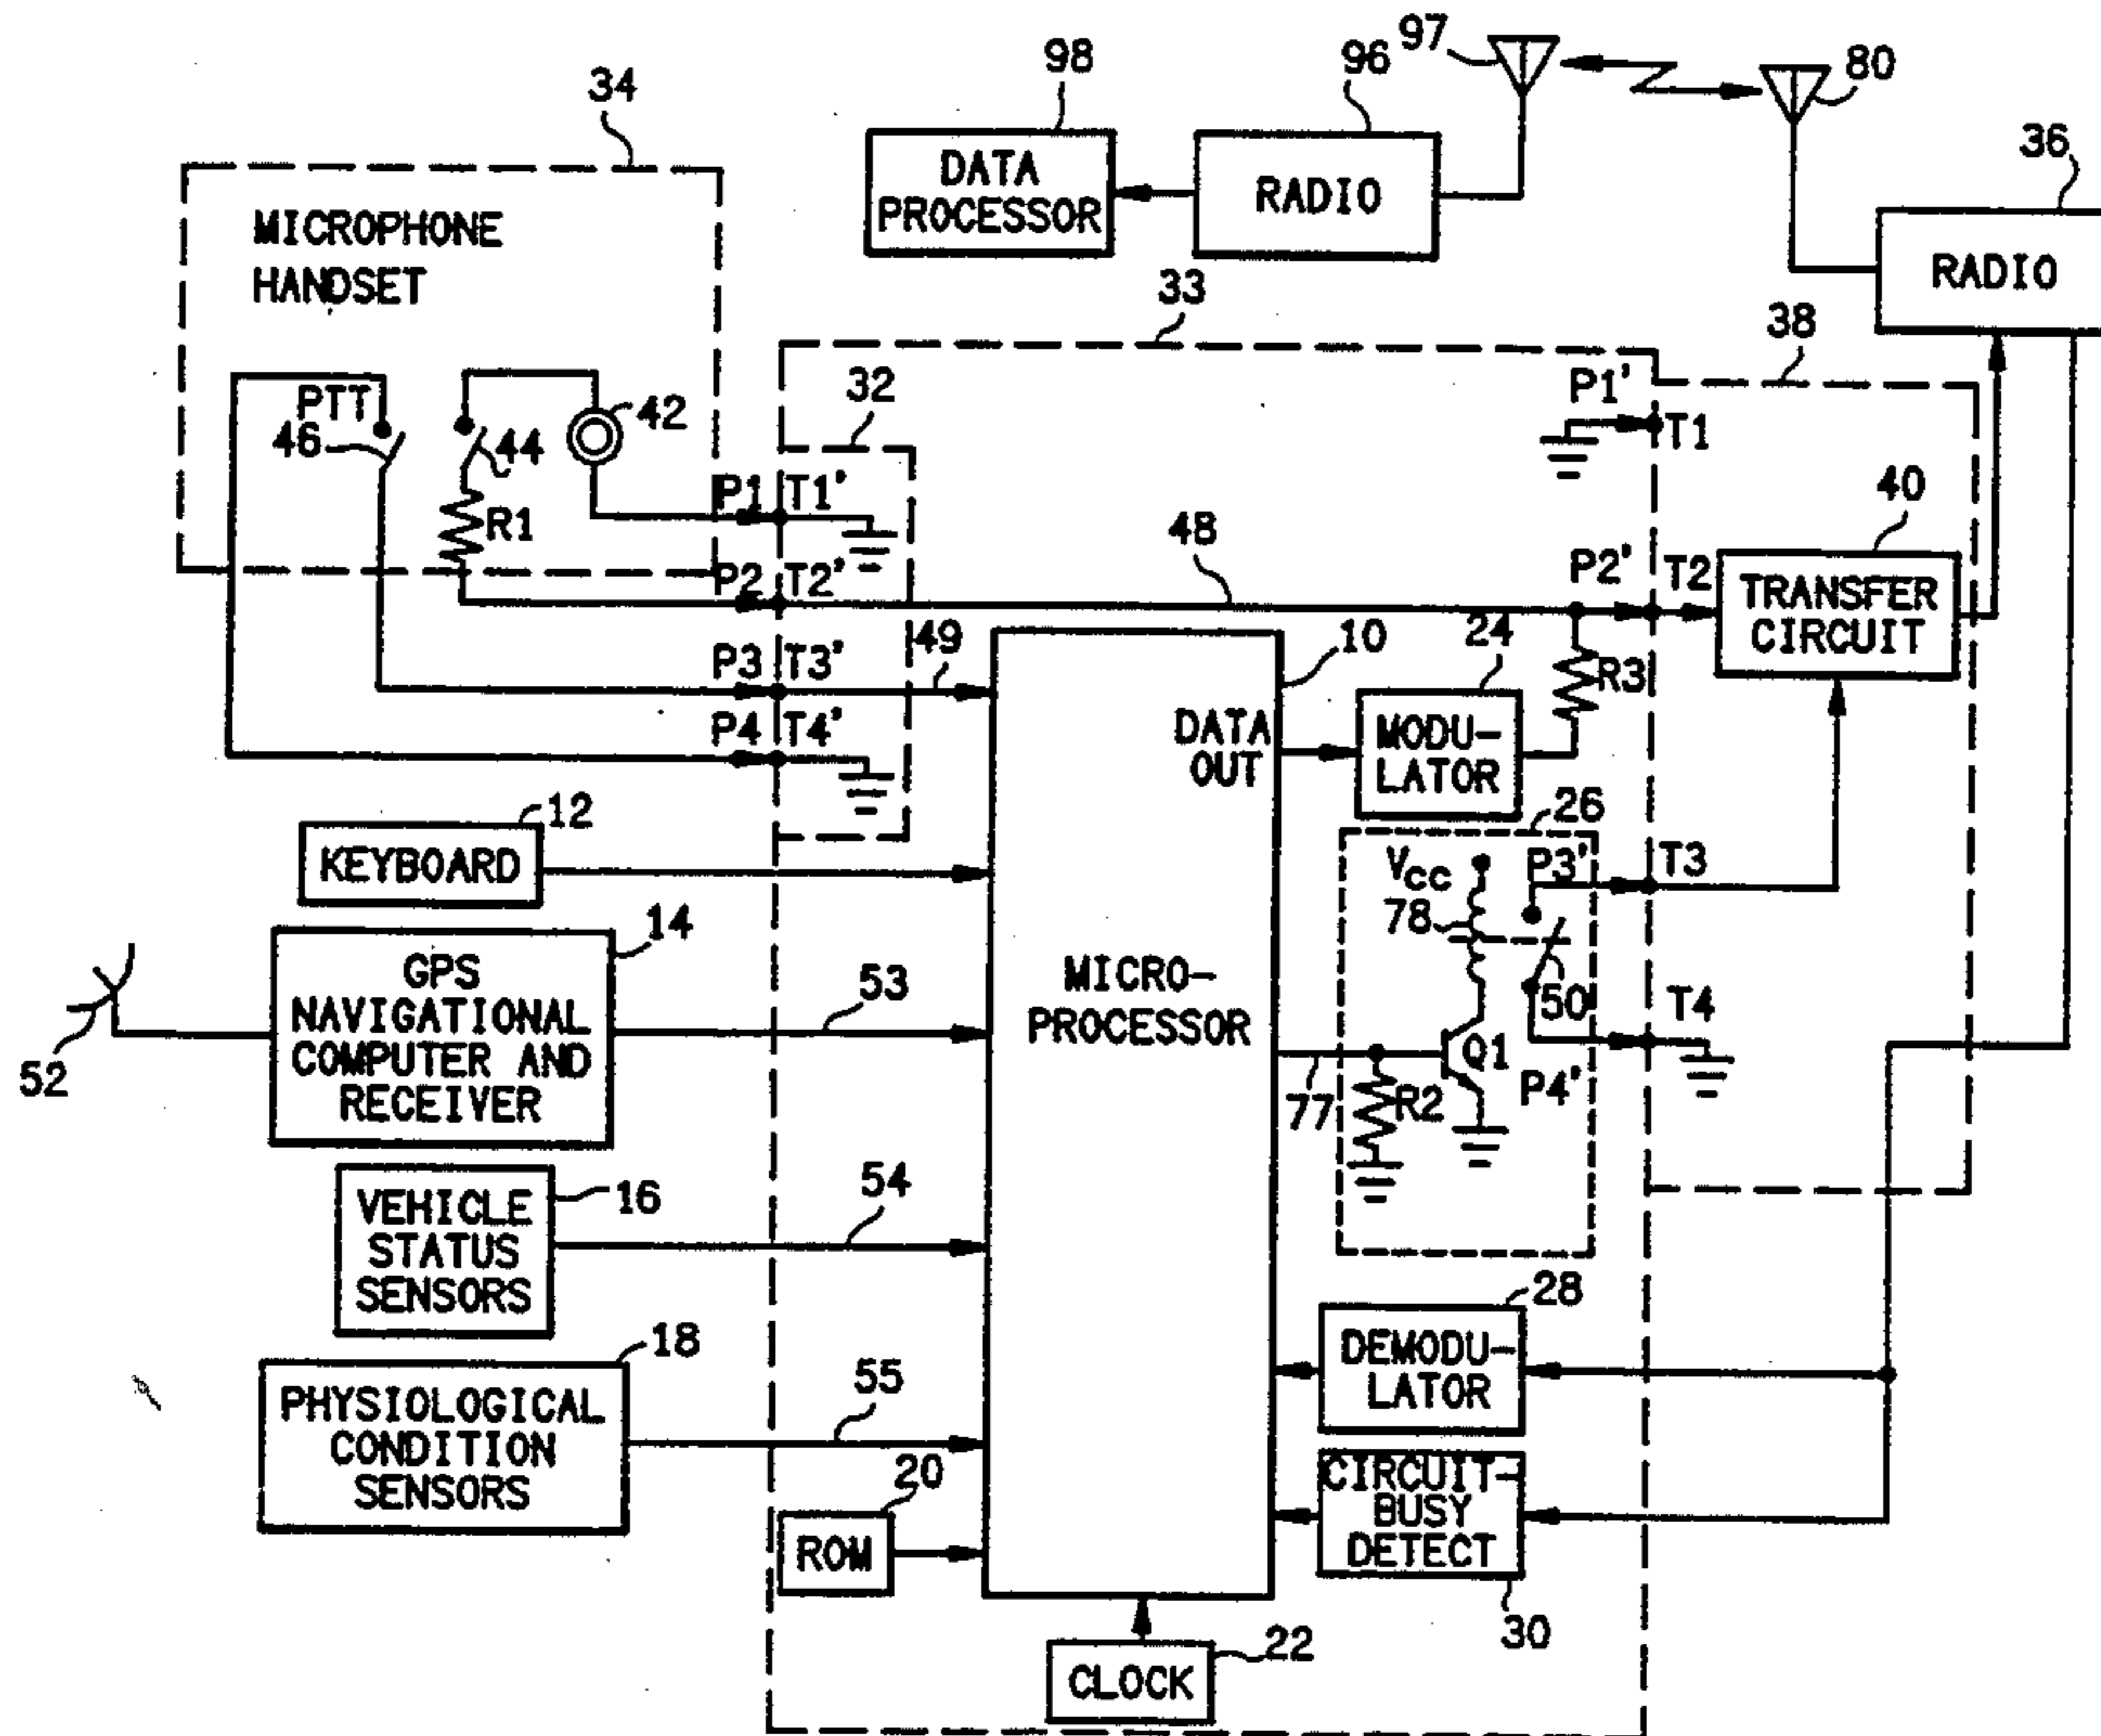 98
96
97
80
34
36
DATA
PROCESSOR
RADIO
RADIO
MICROPHONE
HANDSET
33
38
32
P1'
T1
PTT
46
44
42
R1
P1
T1'
40
48
P2
T2'
P2'
T2
TRANSFER
CIRCUIT
49
10
24
P3
T3'
R3
P4
T4'
DATA
OUT
MODU-
LATOR
12
26
KEYBOARD
Vcc
P3'
T3
14
78
GPS
NAVIGATIONAL
COMPUTER AND
RECEIVER
53
MICRO-
PROCESSOR
50
T4
52
Q1
77
R2
P4'
16
54
VEHICLE
STATUS
SENSORS
28
18
55
DEMODU-
LATOR
PHYSIOLOGICAL
CONDITION
SENSORS
20
CIRCUIT
BUSY
DETECT
ROM
30
22
CLOCK